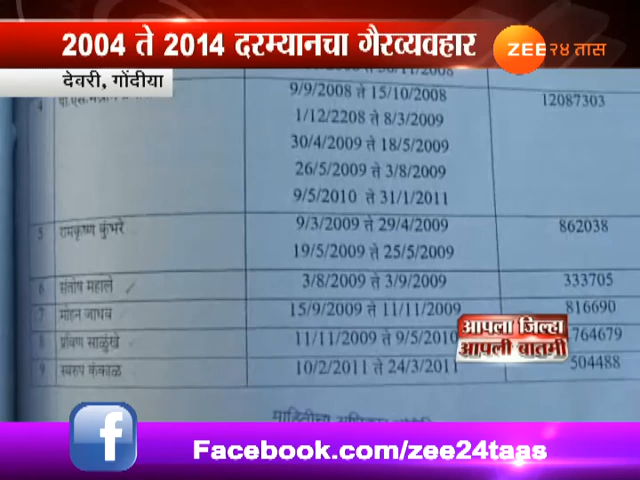 2004 ते 2014 दरम्यानचा गैरव्यवहार
ZEE २४ तास
देवरी, गोंदीया
4 9/9/2008 ते 15/10/2008 12087303
1/12/2208 ते 8/3/2009
30/4/2009 ते 18/5/2009
26/5/2009 ते 3/8/2009
9/5/2010 ते 31/1/2011
5 रामकृष्ण कुंभरे 9/3/2009 ते 29/4/2009 862038
19/5/2009 ते 25/5/2009
6 संतोष महाले 3/8/2009 ते 3/9/2009 333705
7 मोहन जाधव 15/9/2009 ते 11/11/2009 816690
8 प्रविण साळुंखे 11/11/2009 ते 9/5/2010 764679
9 स्वरुप कंकाळ 10/2/2011 ते 24/3/2011 504488
आपला जिल्हा
आपली बातमी
माहितीचा अधिकार
f Facebook.com/zee24taas